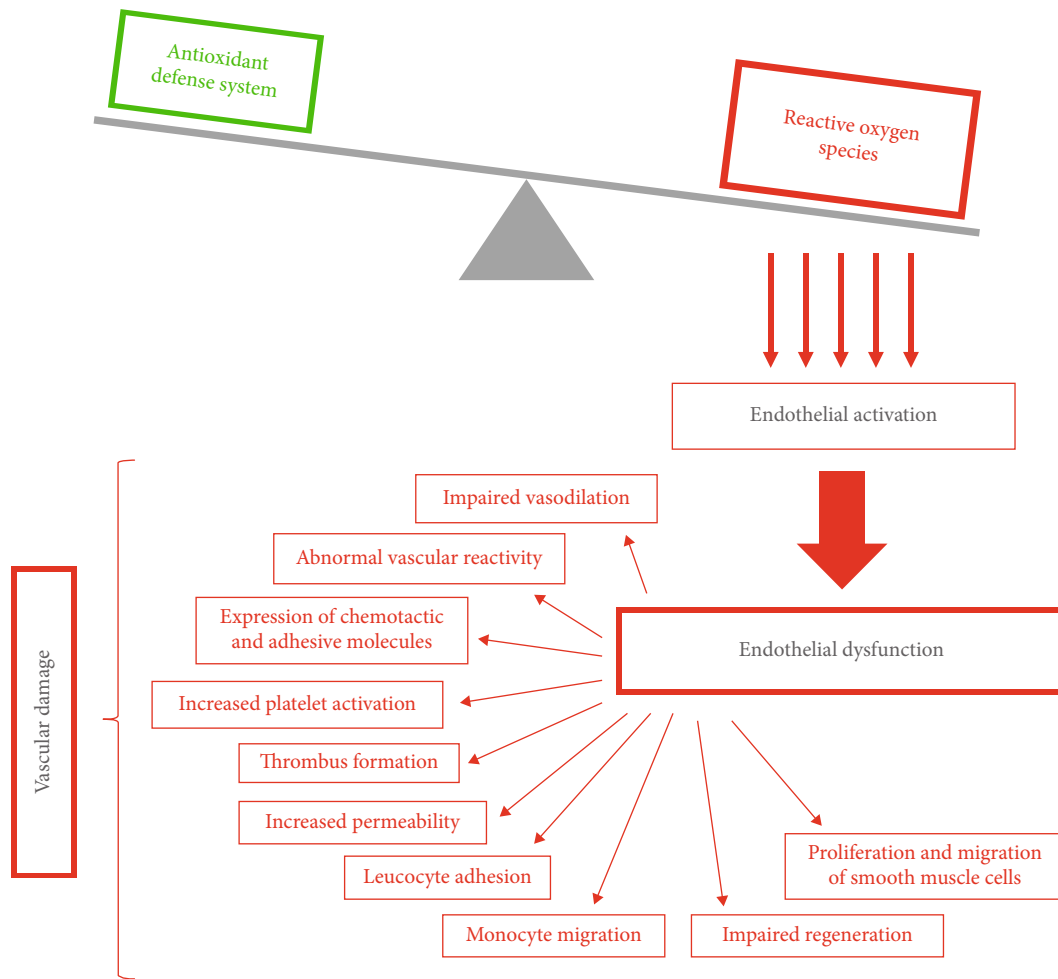 Antioxidant
defense system
Reactive oxygen
species
Endothelial activation
Impaired vasodilation
Abnormal vascular reactivity
Expression of chemotactic
and adhesive molecules
Endothelial dysfunction
Increased platelet activation
Vascular damage
Thrombus formation
Increased permeability
Leucocyte adhesion
Proliferation and migration
of smooth muscle cells
Monocyte migration
Impaired regeneration